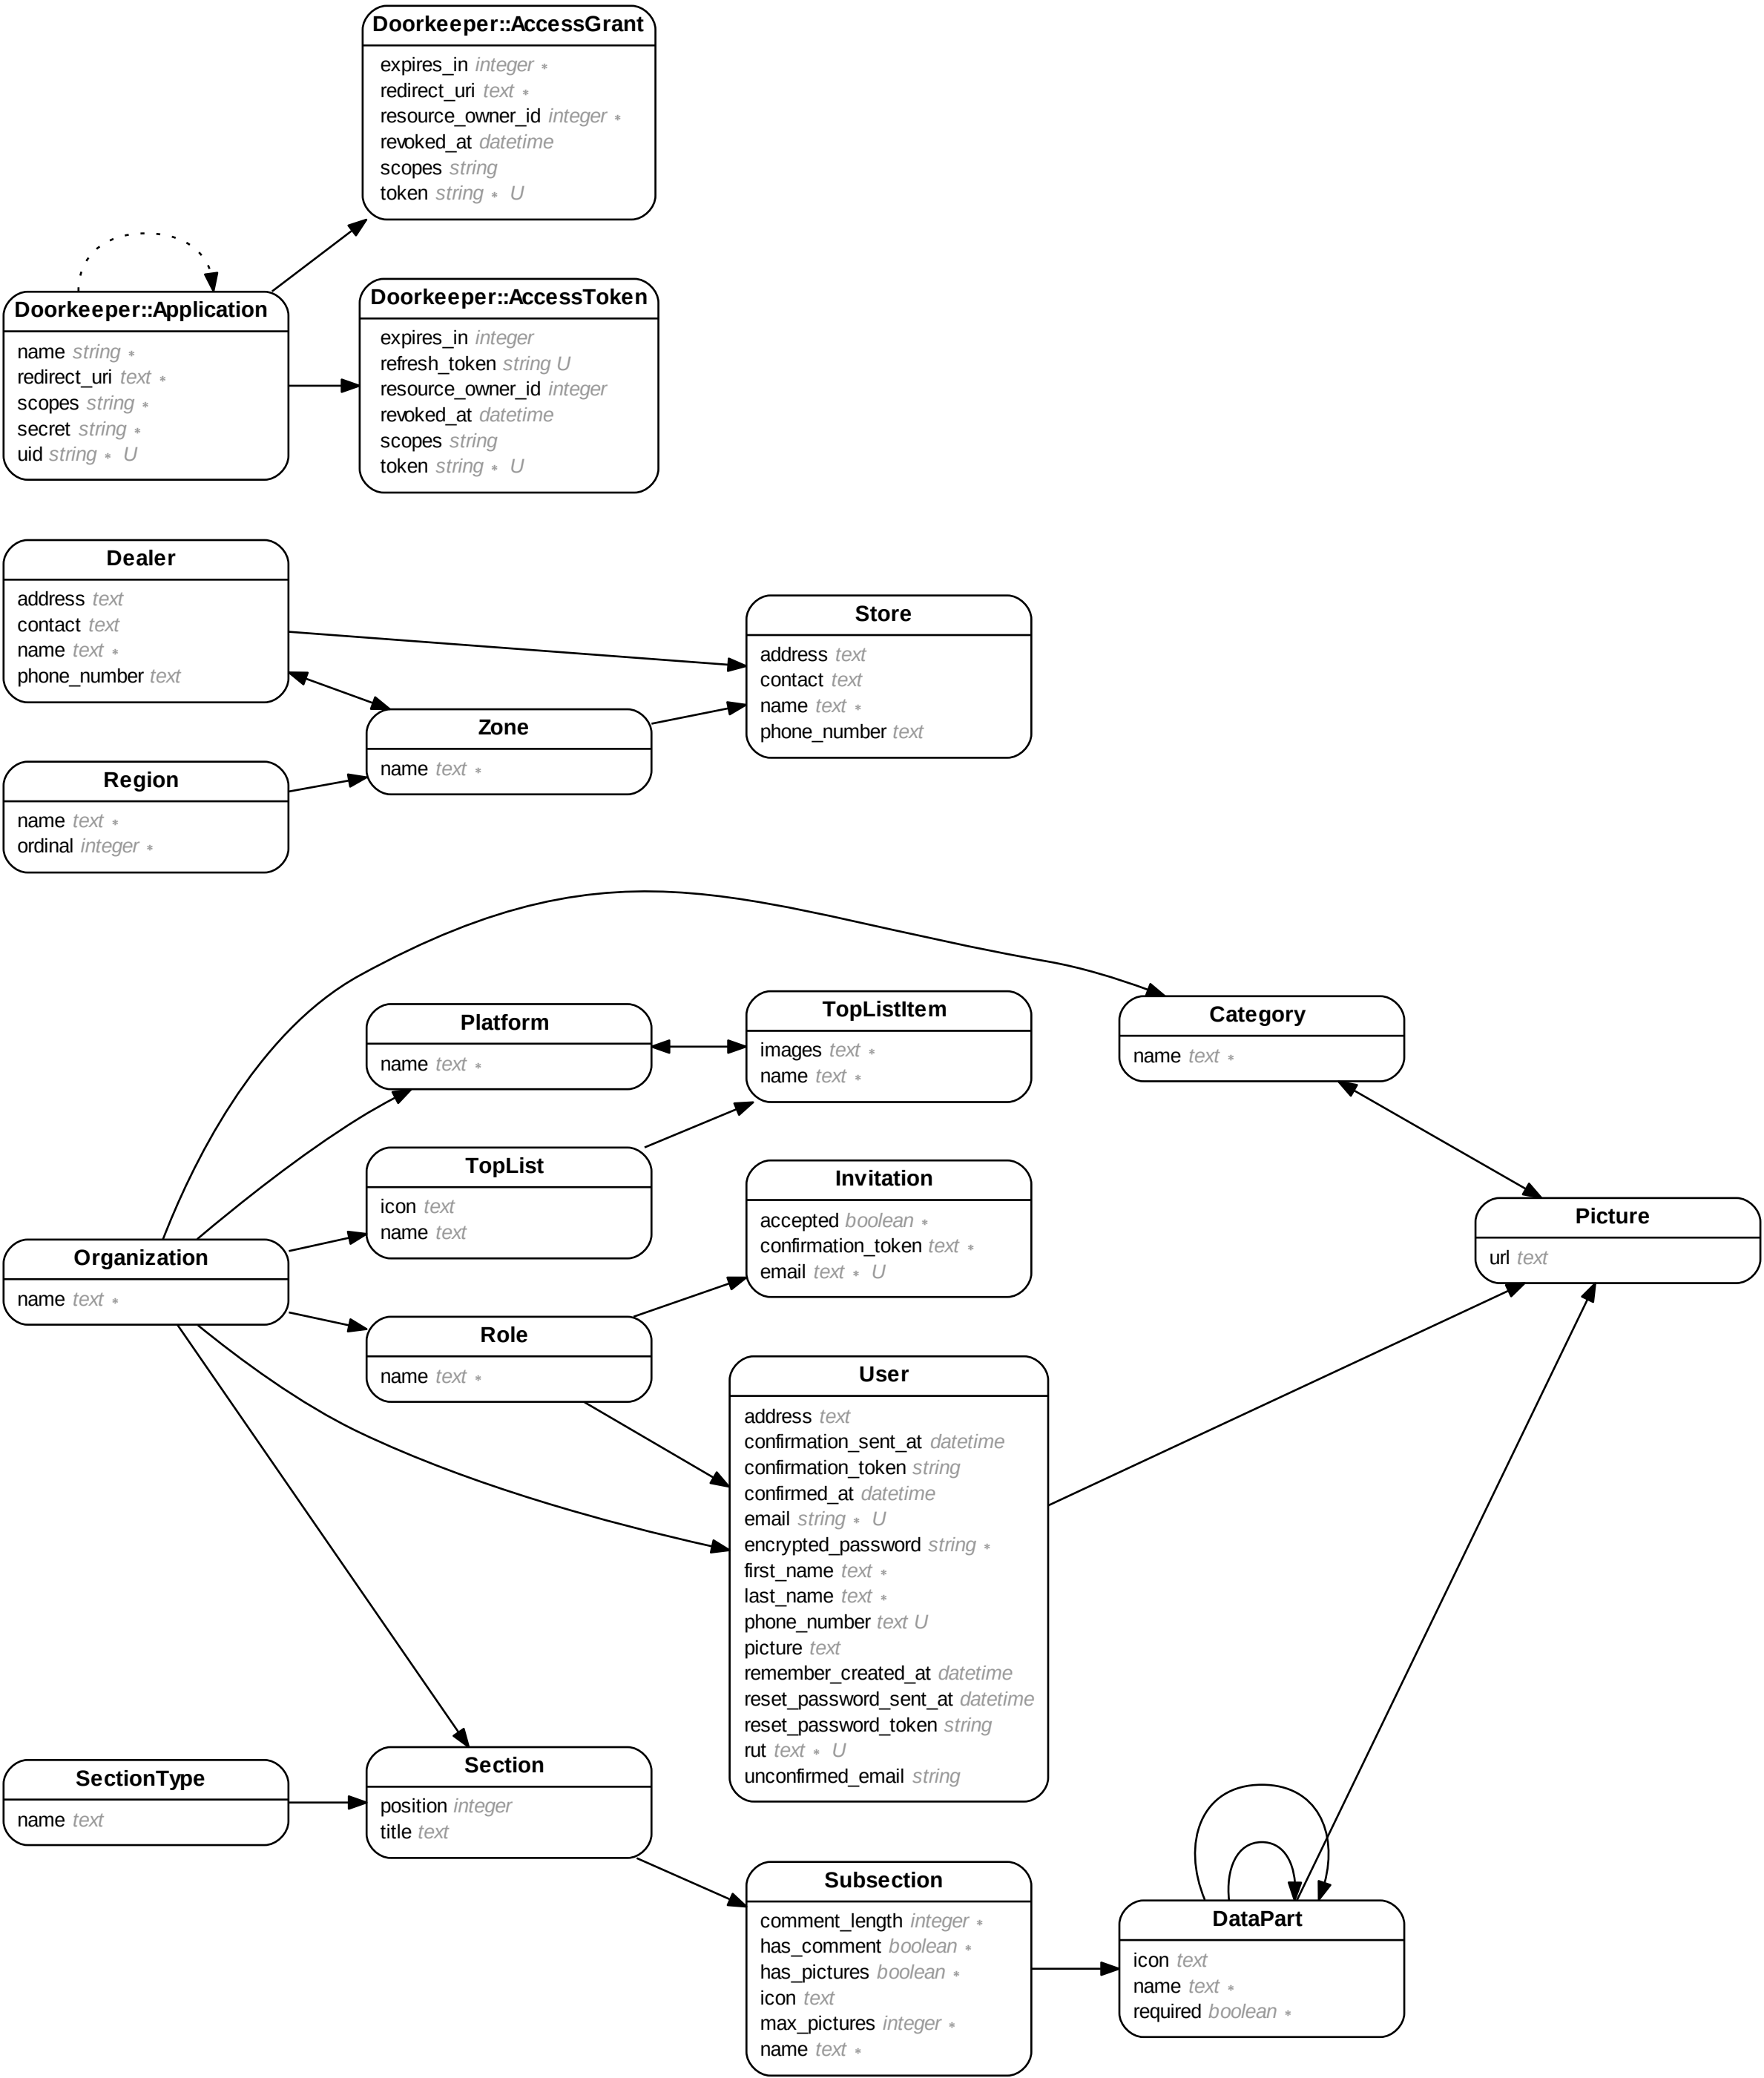 Doorkeeper::AccessGrant
expires_in integer *
redirect_uri text *
resource_owner_id integer *
revoked_at datetime
scopes string
token string * U
Doorkeeper::Application
name string *
redirect_uri text *
scopes string *
secret string *
uid string * U
Doorkeeper::AccessToken
expires_in integer
refresh_token string U
resource_owner_id integer
revoked_at datetime
scopes string
token string * U
Dealer
address text
contact text
name text *
phone_number text
Store
address text
contact text
name text *
phone_number text
Zone
name text *
Region
name text *
ordinal integer *
Platform
name text *
TopListItem
images text *
name text *
Category
name text *
TopList
icon text
name text
Invitation
accepted boolean *
confirmation_token text *
email text * U
Picture
url text
Organization
name text *
Role
name text *
User
address text
confirmation_sent_at datetime
confirmation_token string
confirmed_at datetime
email string * U
encrypted_password string *
first_name text *
last_name text *
phone_number text U
picture text
remember_created_at datetime
reset_password_sent_at datetime
reset_password_token string
rut text * U
unconfirmed_email string
SectionType
name text
Section
position integer
title text
Subsection
comment_length integer *
has_comment boolean *
has_pictures boolean *
icon text
max_pictures integer *
name text *
DataPart
icon text
name text *
required boolean *